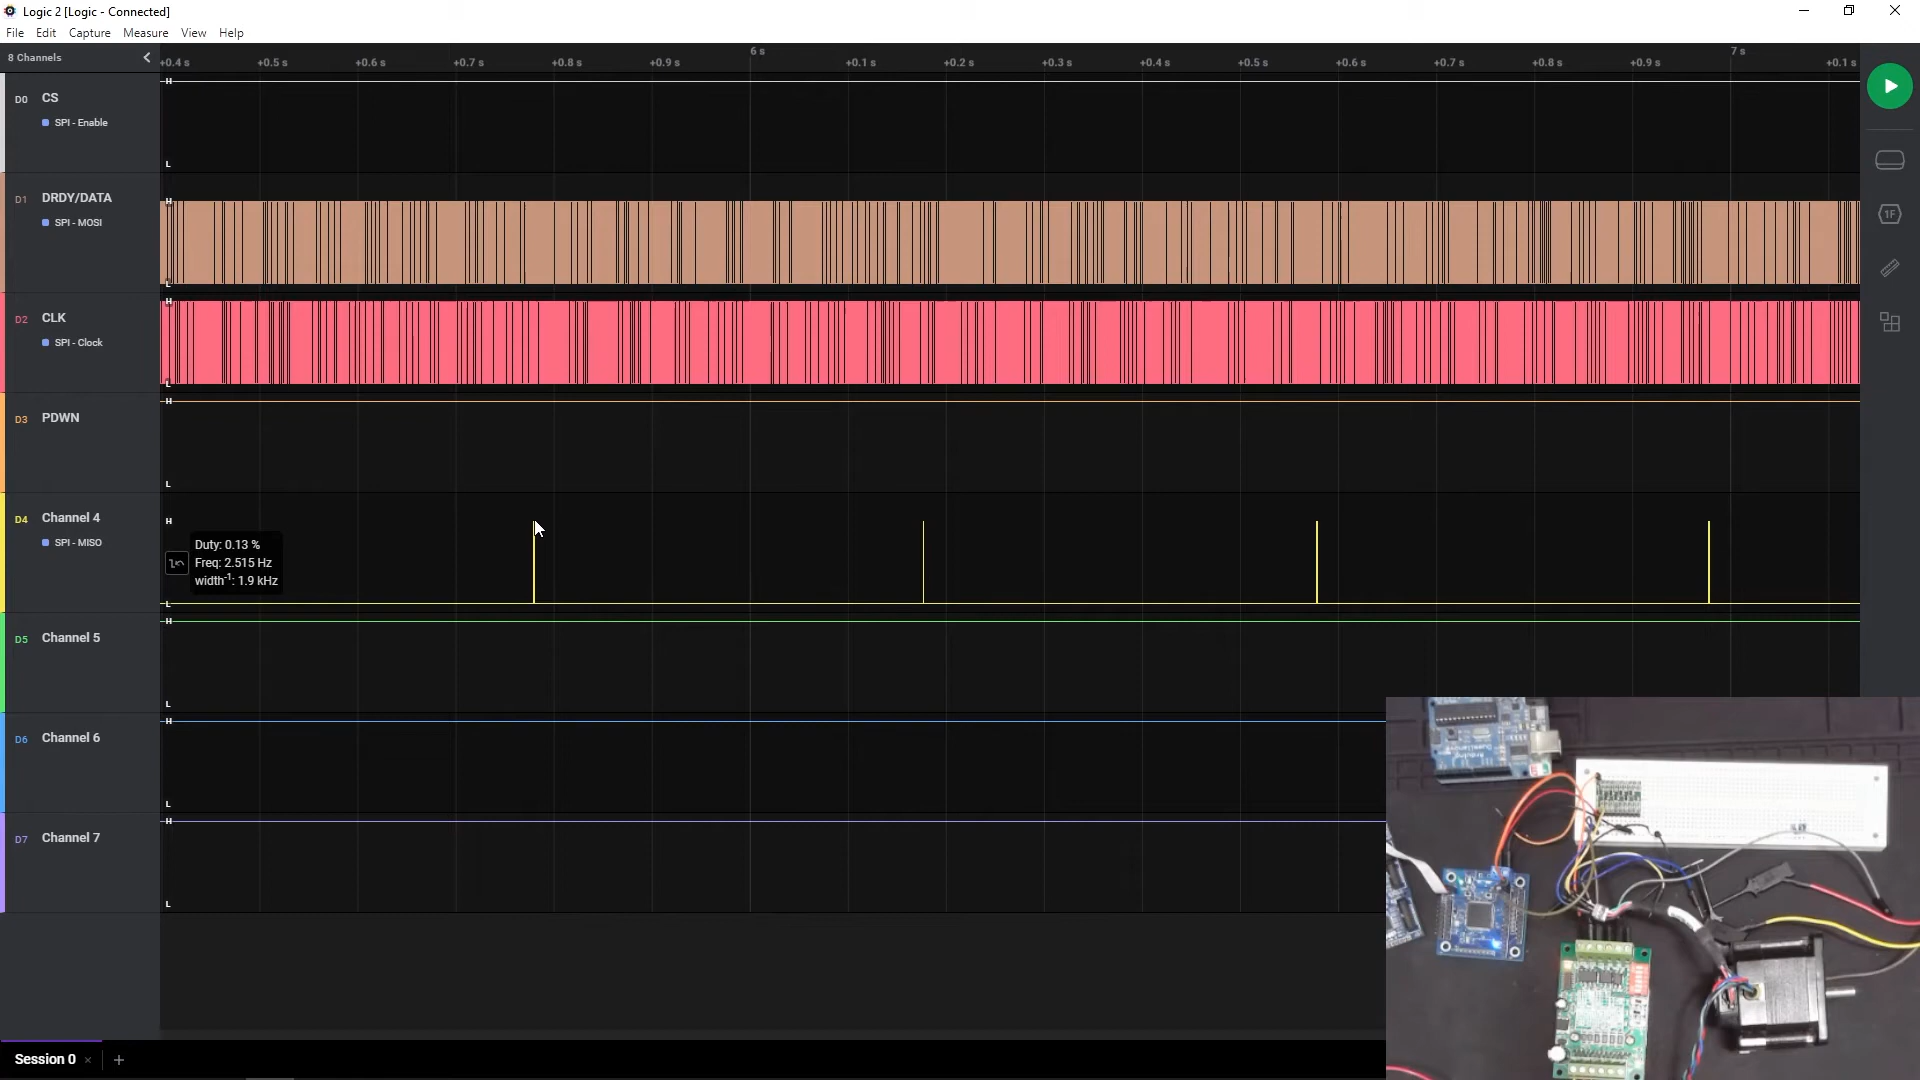 Logic 2 [Logic - Connected]
File Edit Capture Measure View Help
8 Channels
6 s 7 s
+0.4 s +0.5 s +0.6 s +0.7 s +0.8 s +0.9 s +0.1 s +0.2 s +0.3 s +0.4 s +0.5 s +0.6 s +0.7 s +0.8 s +0.9 s +0.1 s
H
D0 CS
SPI - Enable
L
D1 DRDY/DATA
H
SPI - MOSI
L
H
D2 CLK
SPI - Clock
L
H
D3 PDWN
L
D4 Channel 4
H
SPI - MISO
Duty: 0.13 %
Freq: 2.515 Hz
width-1: 1.9 kHz
L
H
D5 Channel 5
L
H
D6 Channel 6
L
H
D7 Channel 7
L
1F
Session 0